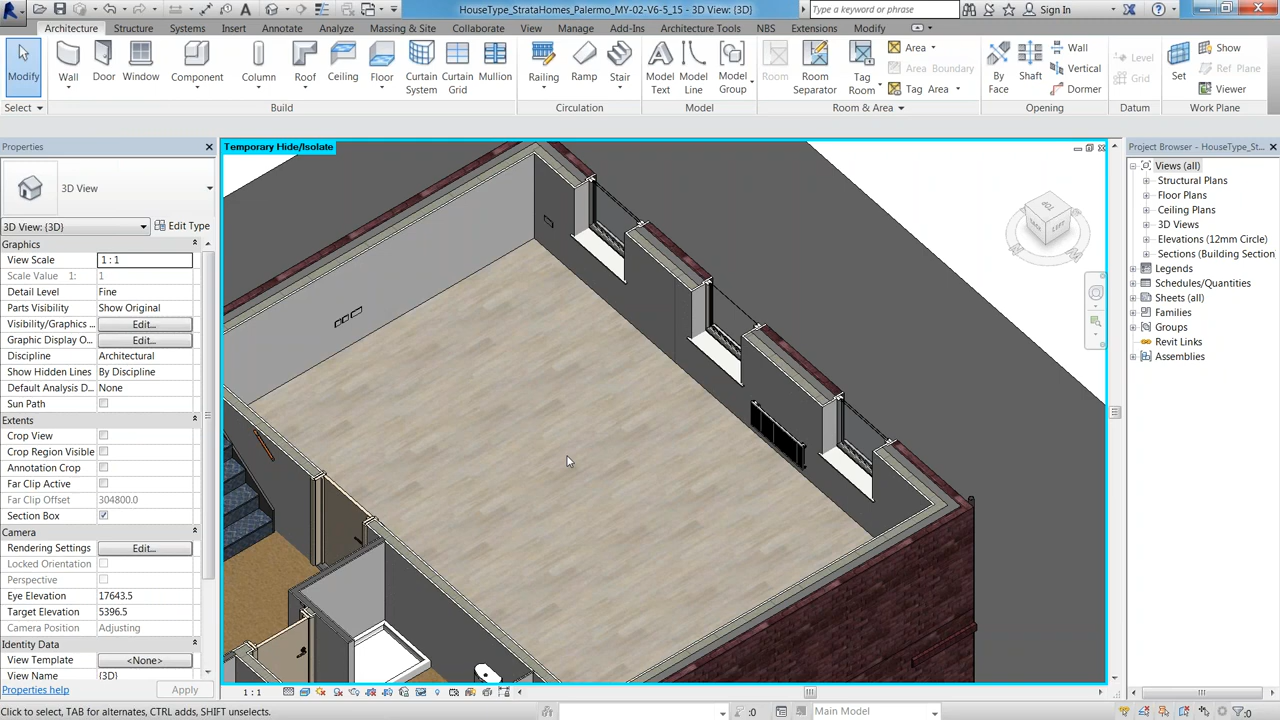 HouseType_StrataHomes_Palermo_MY-02-V6-5_15 - 3D View: {3D}
Type a keyword or phrase
Sign In
Architecture Structure Systems Insert Annotate Analyze Massing & Site Collaborate View Manage Add-Ins Architecture Tools NBS Extensions Modify
Modify Wall Door Window Component Column Roof Ceiling Floor Curtain System Curtain Grid Mullion Railing Ramp Stair Model Text Model Line Model Group Room Room Separator Tag Room
Area
Area Boundary
Tag Area
By Face Shaft
Wall
Vertical
Dormer
Level
Grid
Set
Show
Ref Plane
Viewer
Select Build Circulation Model Room & Area Opening Datum Work Plane
Properties
3D View
3D View: {3D} Edit Type
Graphics
View Scale 1 : 1
Scale Value 1: 1
Detail Level Fine
Parts Visibility Show Original
Visibility/Graphics ... Edit...
Graphic Display O... Edit...
Discipline Architectural
Show Hidden Lines By Discipline
Default Analysis D... None
Sun Path
Extents
Crop View
Crop Region Visible
Annotation Crop
Far Clip Active
Far Clip Offset 304800.0
Section Box
Camera
Rendering Settings Edit...
Locked Orientation
Perspective
Eye Elevation 17643.5
Target Elevation 5396.5
Camera Position Adjusting
Identity Data
View Template <None>
View Name {3D}
Properties help Apply
Temporary Hide/Isolate
TOP
BACK LEFT
1 : 1
Project Browser - HouseType_St...
Views (all)
Structural Plans
Floor Plans
Ceiling Plans
3D Views
Elevations (12mm Circle)
Sections (Building Section
Legends
Schedules/Quantities
Sheets (all)
Families
Groups
Revit Links
Assemblies
Click to select, TAB for alternates, CTRL adds, SHIFT unselects.
:0
Main Model
:0